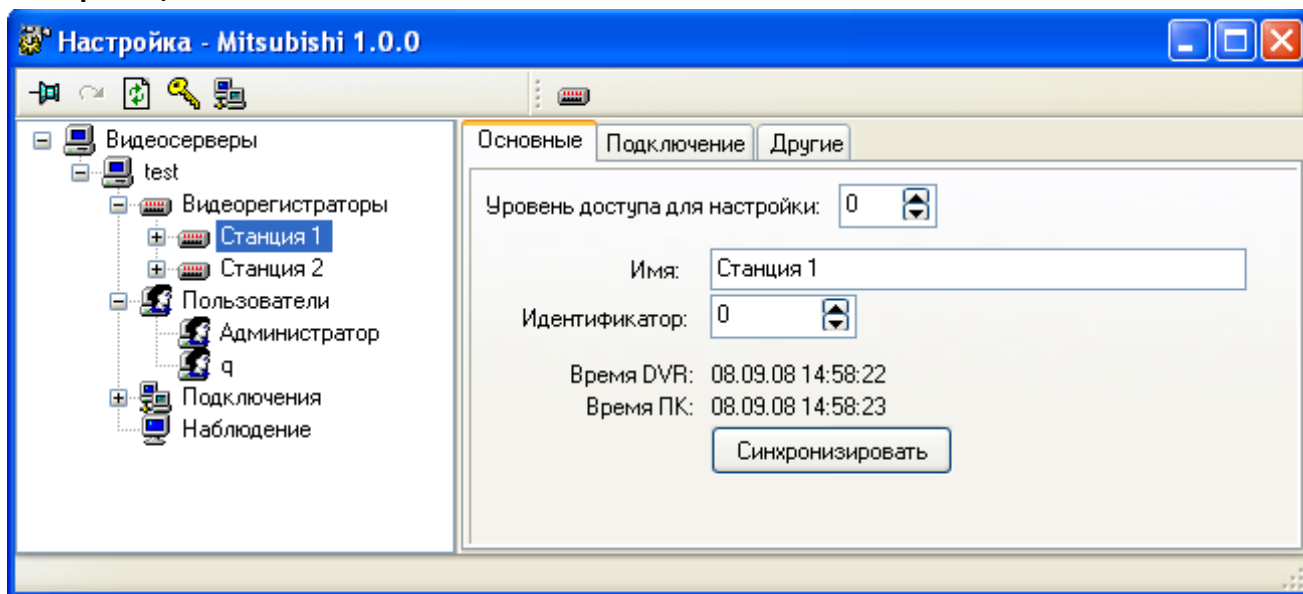 Настройка - Mitsubishi 1.0.0
Видеосерверы
test
Видеорегистраторы
Станция 1
Станция 2
Пользователи
Администратор
q
Подключения
Наблюдение
Основные Подключение Другие
Уровень доступа для настройки: 0
Имя: Станция 1
Идентификатор: 0
Время DVR: 08.09.08 14:58:22
Время ПК: 08.09.08 14:58:23
Синхронизировать